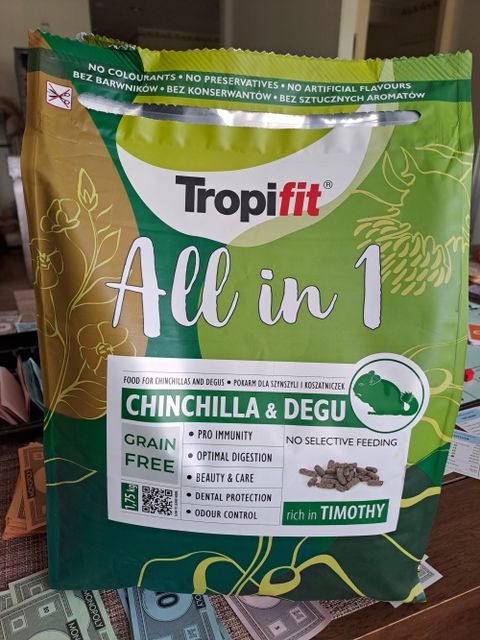 NO COLOURANTS • NO PRESERVATIVES • NO ARTIFICIAL FLAVOURS
BEZ BARWNIKÓW • BEZ KONSERWANTÓW • BEZ SZTUCZNYCH AROMATÓW
Tropifit®
All in 1
FOOD FOR CHINCHILLAS AND DEGUS • POKARM DLA SZYNSZYLI I KOSZATNICZEK
CHINCHILLA & DEGU
GRAIN
FREE
• PRO IMMUNITY
• OPTIMAL DIGESTION
• BEAUTY & CARE
• DENTAL PROTECTION
• ODOUR CONTROL
NO SELECTIVE FEEDING
1,75 kg
rich in TIMOTHY